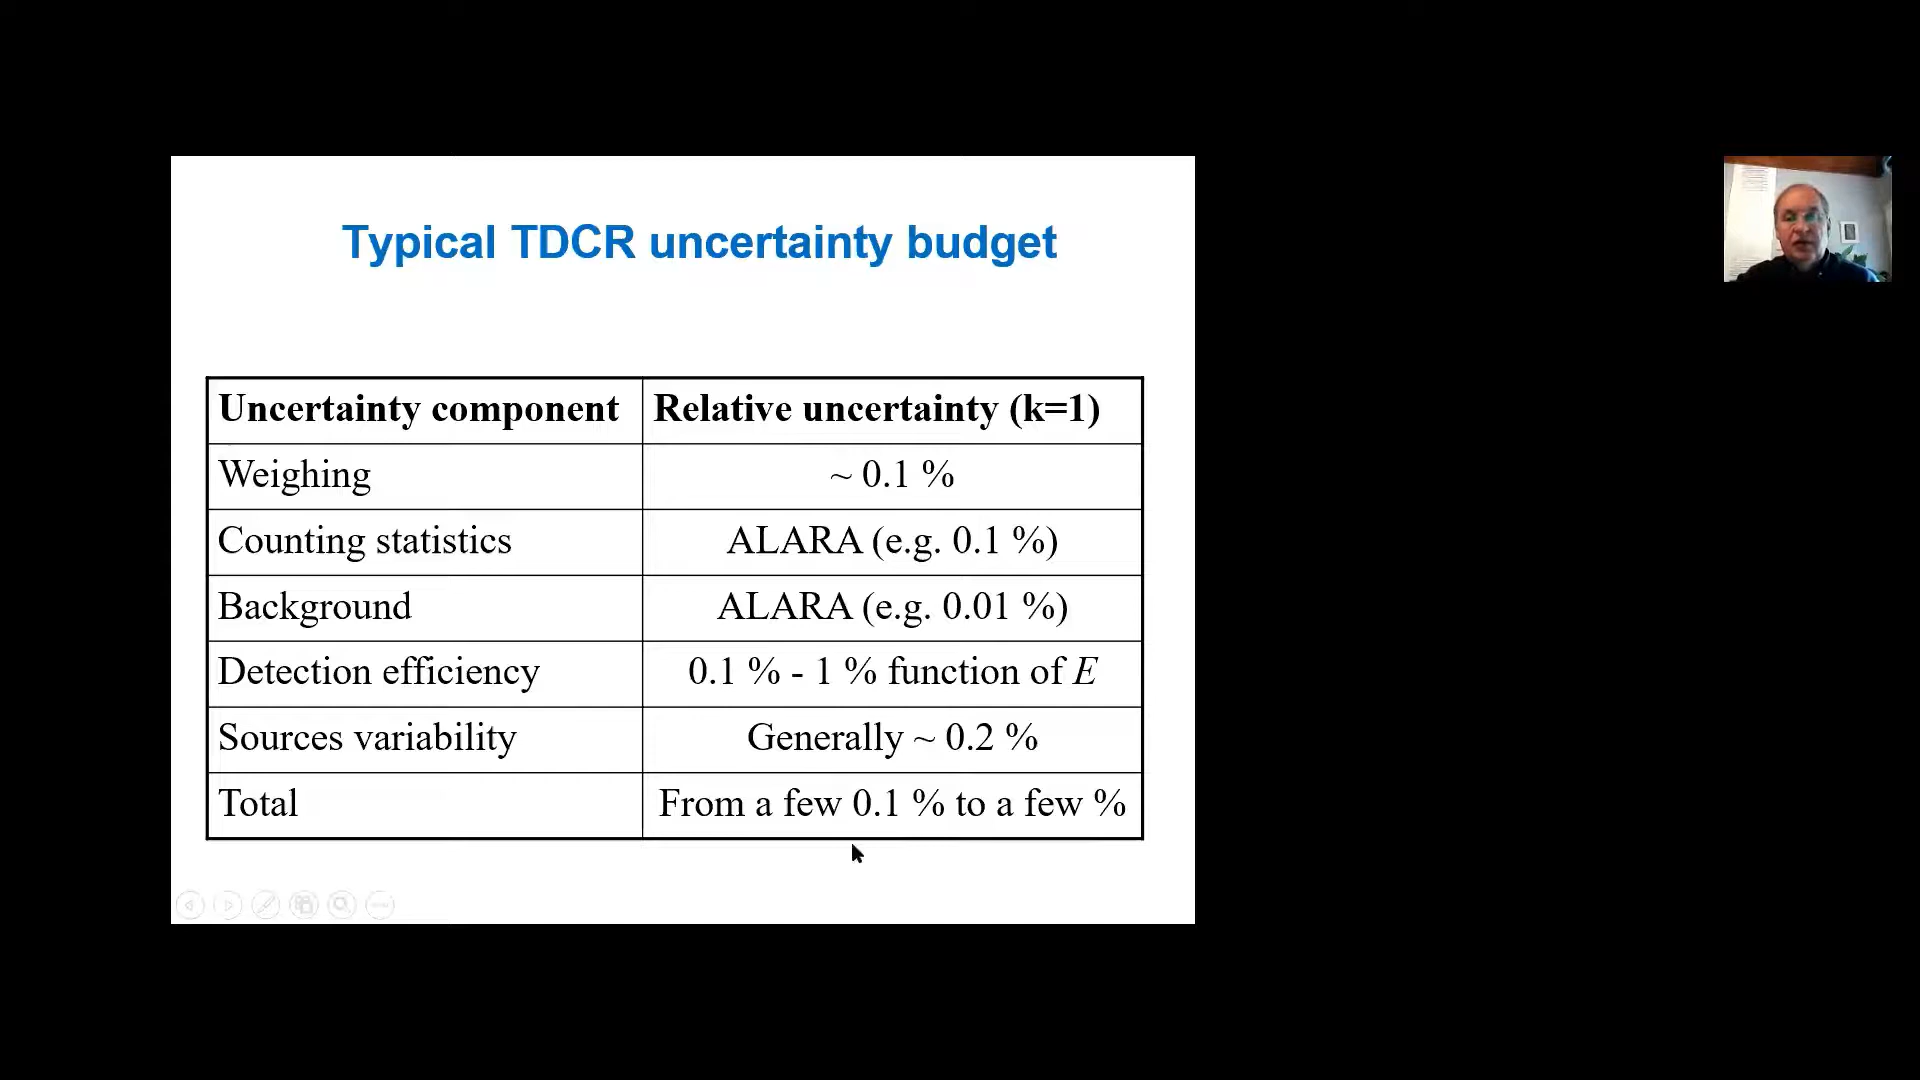 Typical TDCR uncertainty budget
Uncertainty component Relative uncertainty (k=1)
Weighing ~ 0.1 %
Counting statistics ALARA (e.g. 0.1 %)
Background ALARA (e.g. 0.01 %)
Detection efficiency 0.1 % - 1 % function of E
Sources variability Generally ~ 0.2 %
Total From a few 0.1 % to a few %